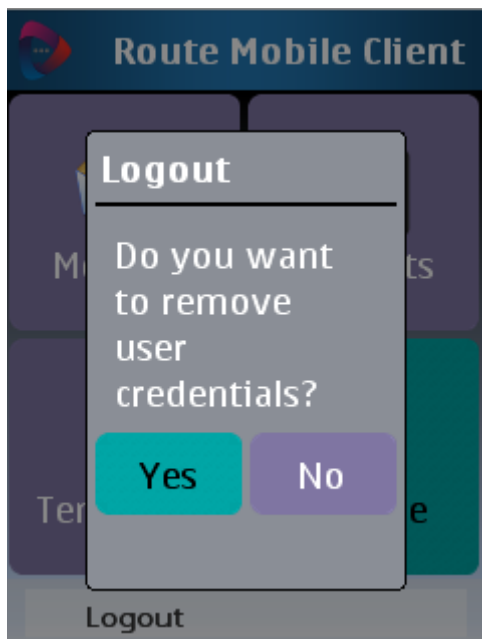 Route Mobile Client
Logout
Do you want
to remove
user
credentials?
Yes
No
Logout